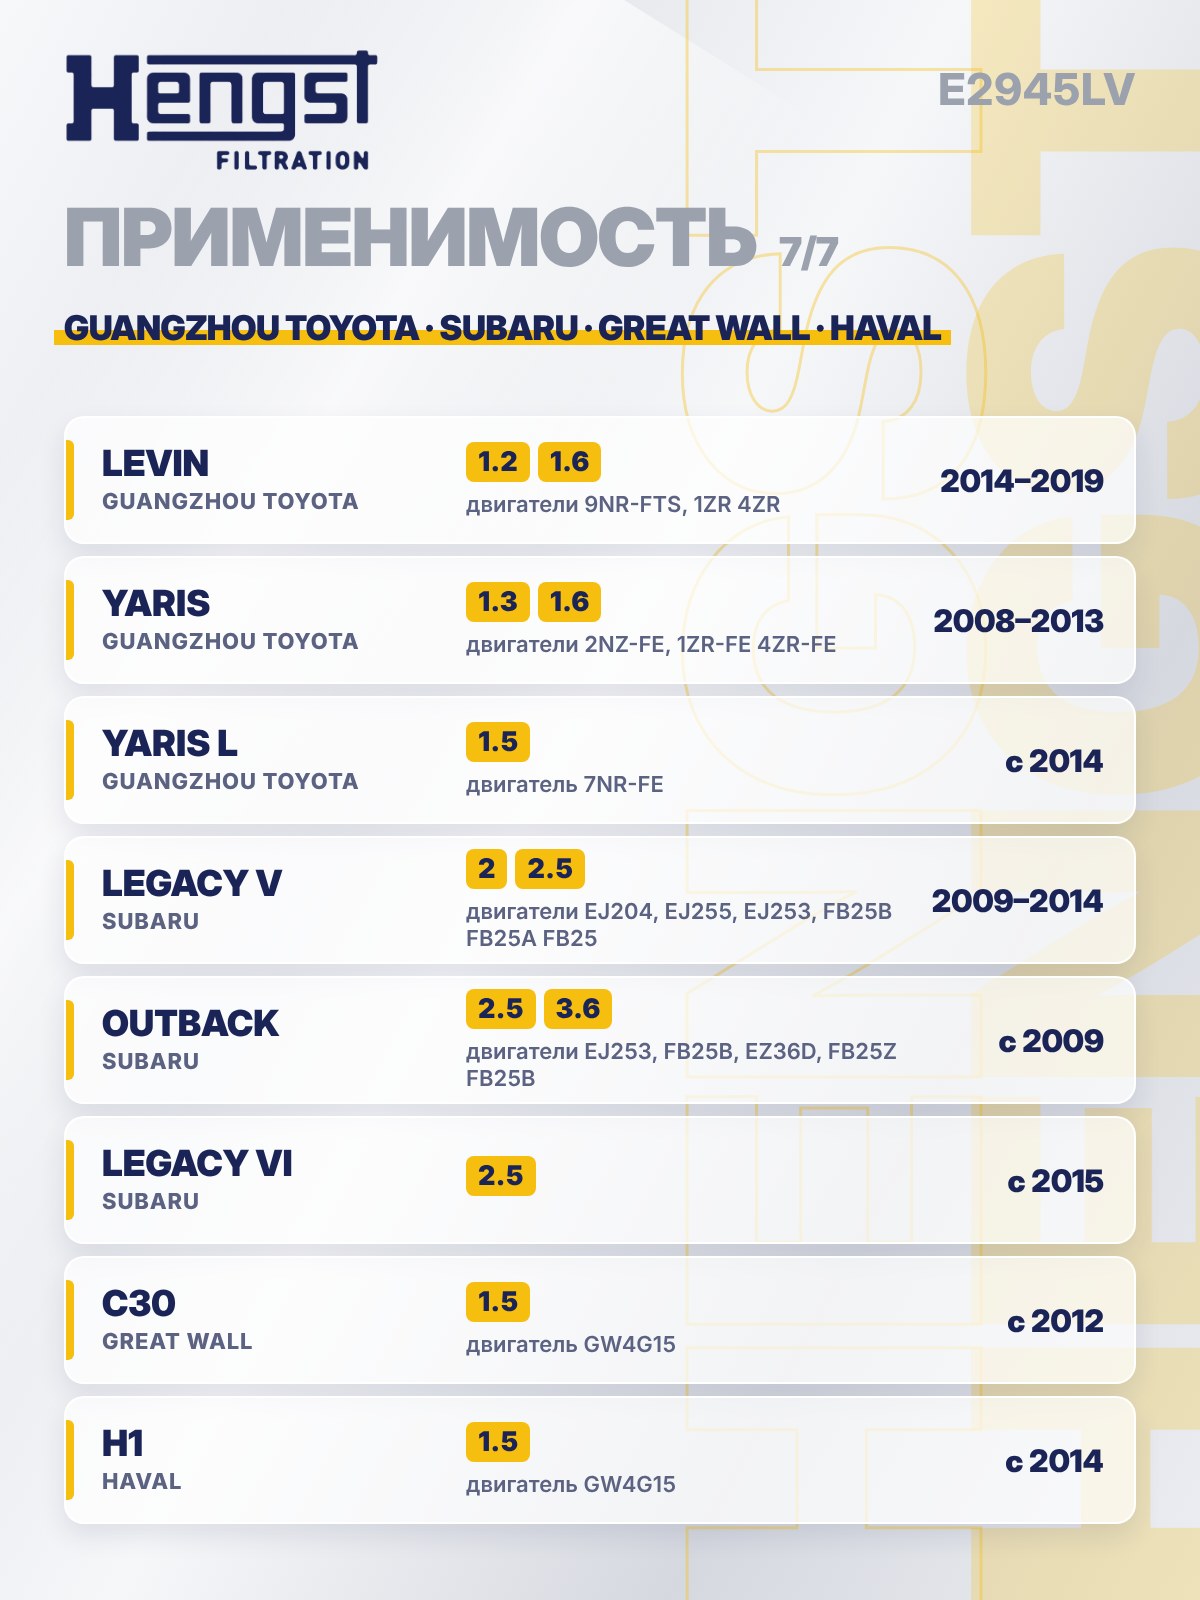 Hengst
FILTRATION
E2945LV
ПРИМЕНИМОСТЬ 7/7
GUANGZHOU TOYOTA · SUBARU · GREAT WALL · HAVAL
LEVIN
GUANGZHOU TOYOTA
1.2 1.6
двигатели 9NR-FTS, 1ZR 4ZR
2014–2019
YARIS
GUANGZHOU TOYOTA
1.3 1.6
двигатели 2NZ-FE, 1ZR-FE 4ZR-FE
2008–2013
YARIS L
GUANGZHOU TOYOTA
1.5
двигатель 7NR-FE
с 2014
LEGACY V
SUBARU
2 2.5
двигатели EJ204, EJ255, EJ253, FB25B
FB25A FB25
2009–2014
OUTBACK
SUBARU
2.5 3.6
двигатели EJ253, FB25B, EZ36D, FB25Z
FB25B
с 2009
LEGACY VI
SUBARU
2.5
с 2015
C30
GREAT WALL
1.5
двигатель GW4G15
с 2012
H1
HAVAL
1.5
двигатель GW4G15
с 2014
HENGST
HENGST